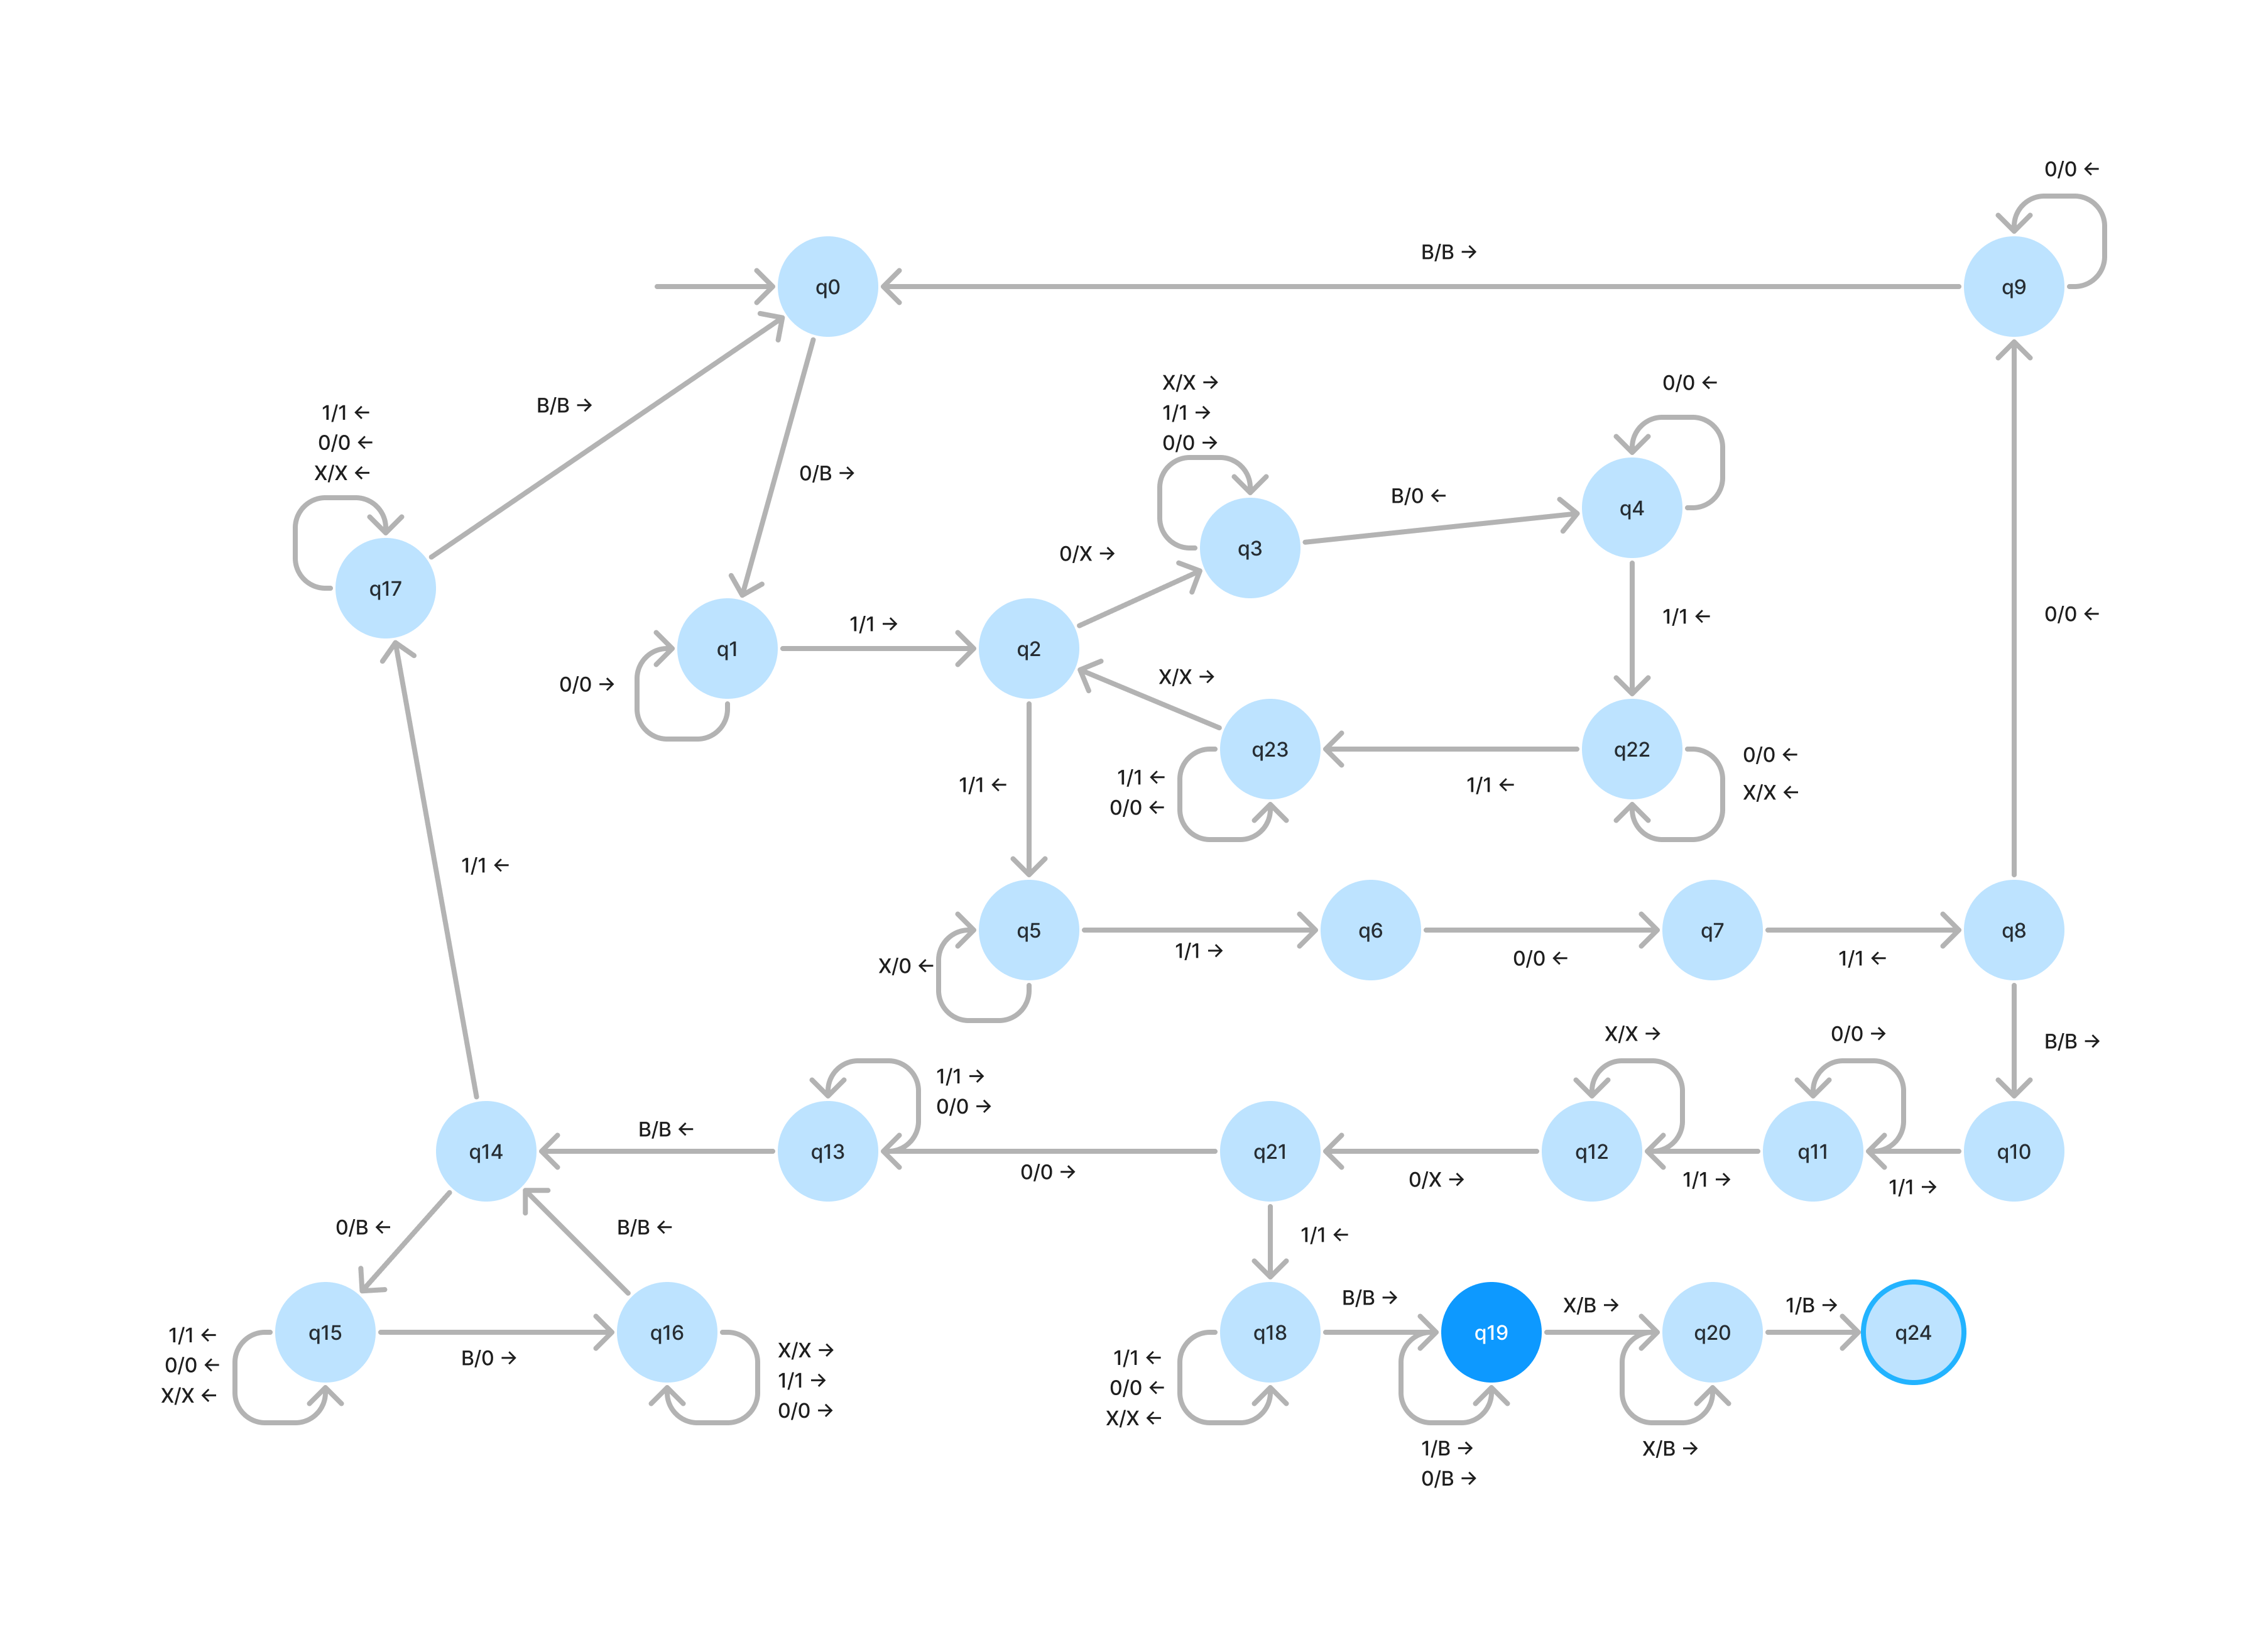 0/0 ←
B/B →
q0
q9
X/X →
1/1 →
0/0 →
0/0 ←
1/1 ←
0/0 ←
X/X ←
B/B →
0/B →
B/0 ←
q4
q3
0/X →
q17
1/1 →
1/1 ←
0/0 ←
q1
q2
0/0 →
X/X →
q23
q22
1/1 ←
0/0 ←
1/1 ←
1/1 ←
0/0 ←
X/X ←
1/1 ←
q5
q6
q7
q8
X/0 ←
1/1 →
0/0 ←
1/1 ←
X/X →
0/0 →
B/B →
1/1 →
0/0 →
B/B ←
q14
q13
q21
q12
q11
q10
0/0 →
0/X →
1/1 →
1/1 →
0/B ←
B/B ←
1/1 ←
B/B →
X/B →
1/B →
q15
q16
q18
q19
q20
q24
1/1 ←
0/0 ←
X/X ←
B/0 →
X/X →
1/1 →
0/0 →
1/1 ←
0/0 ←
X/X ←
1/B →
0/B →
X/B →